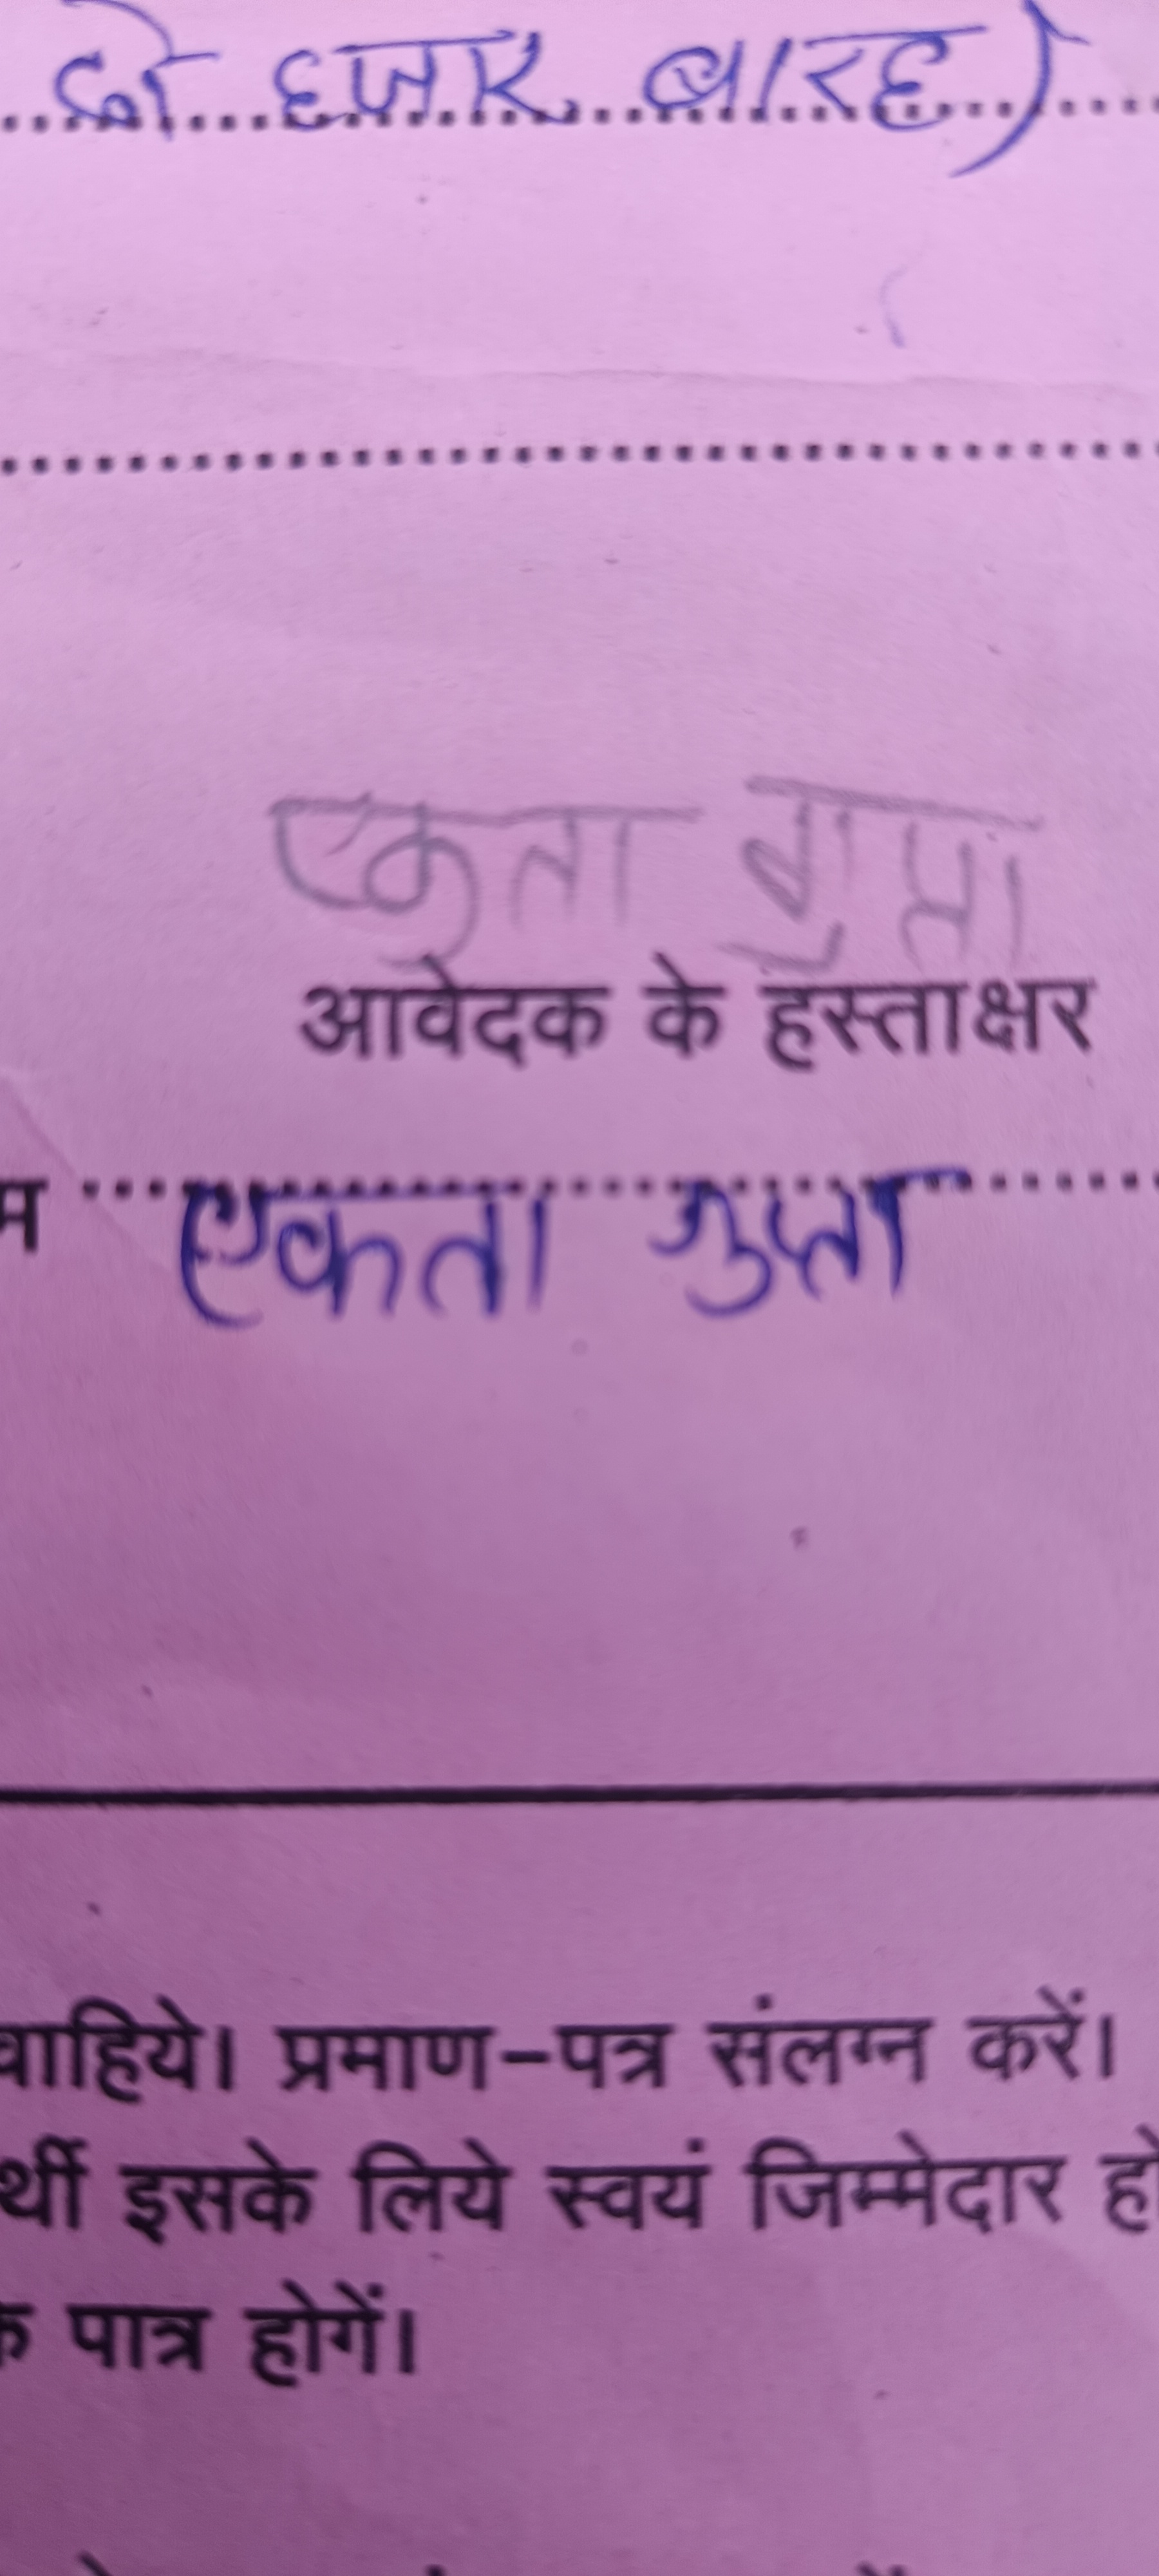 दो हजार बारह)
एकता गुप्ता
आवेदक के हस्ताक्षर
म एकता गुप्ता
चाहिये। प्रमाण-पत्र संलग्न करें।
र्थी इसके लिये स्वयं जिम्मेदार हो
के पात्र होगें।